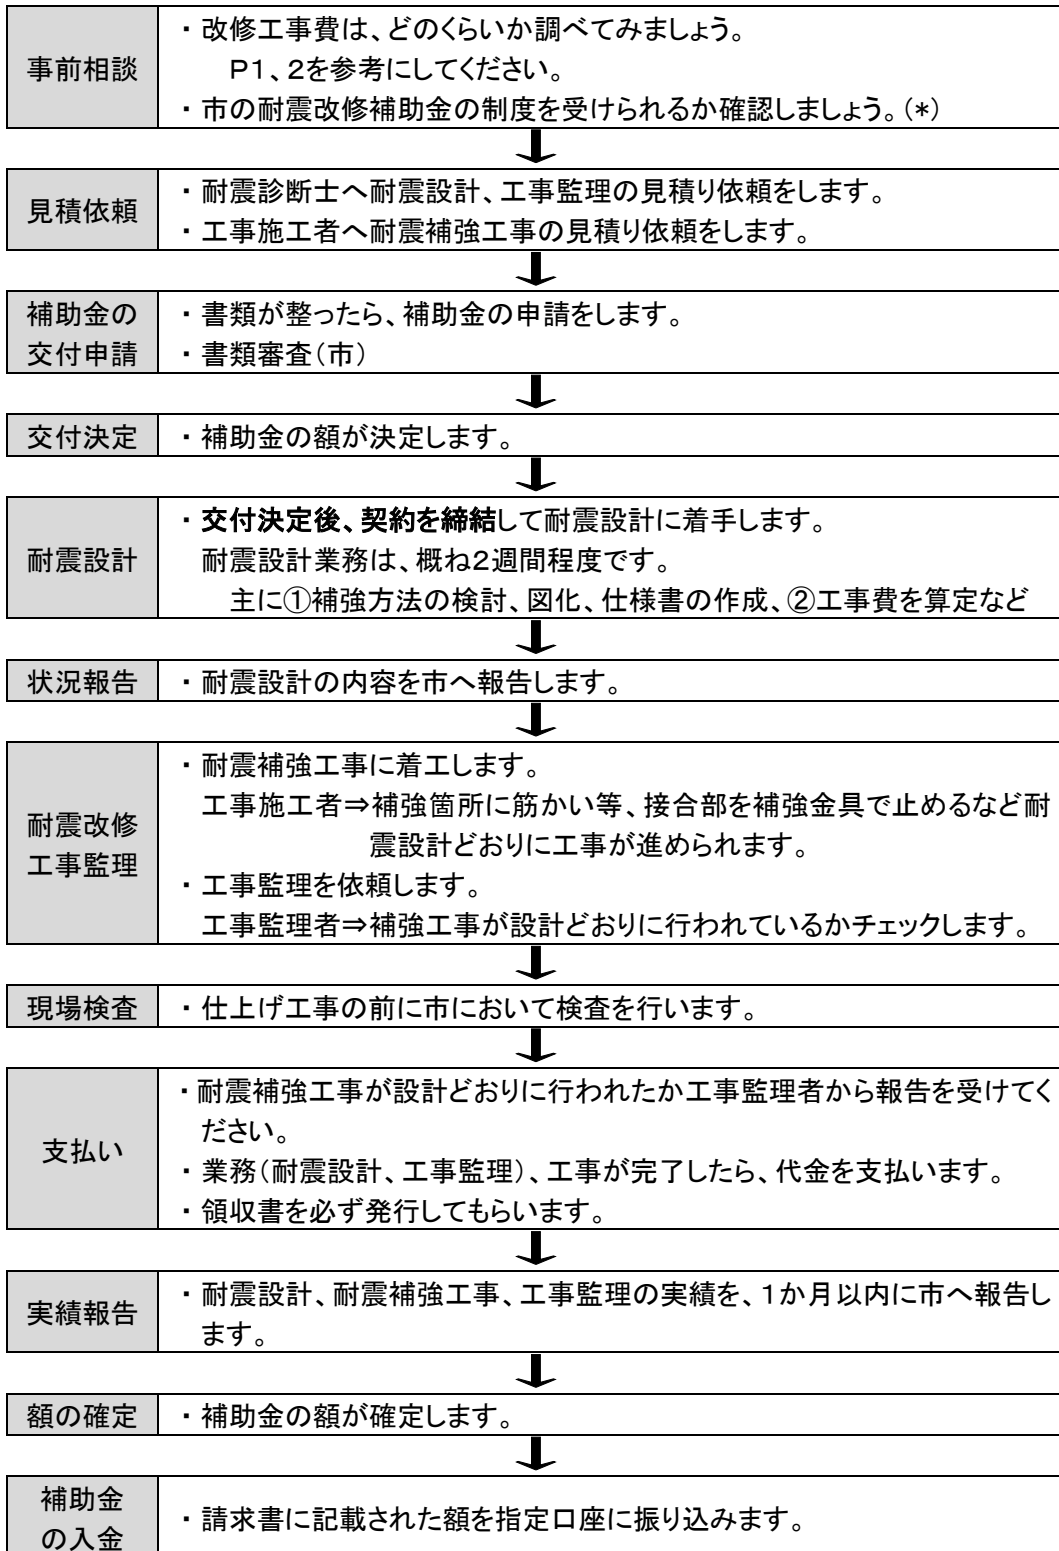 事前相談
・改修工事費は、どのくらいか調べてみましょう。
P1、2を参考にしてください。
・市の耐震改修補助金の制度を受けられるか確認しましょう。(*)
見積依頼
・耐震診断士へ耐震設計、工事監理の見積り依頼をします。
・工事施工者へ耐震補強工事の見積り依頼をします。
補助金の
交付申請
・書類が整ったら、補助金の申請をします。
・書類審査(市)
交付決定
・補助金の額が決定します。
耐震設計
・交付決定後、契約を締結して耐震設計に着手します。
耐震設計業務は、概ね2週間程度です。
主に①補強方法の検討、図化、仕様書の作成、②工事費を算定など
状況報告
・耐震設計の内容を市へ報告します。
耐震改修
工事監理
・耐震補強工事に着工します。
工事施工者⇒補強箇所に筋かい等、接合部を補強金具で止めるなど耐
震設計どおりに工事が進められます。
・工事監理を依頼します。
工事監理者⇒補強工事が設計どおりに行われているかチェックします。
現場検査
・仕上げ工事の前に市において検査を行います。
支払い
・耐震補強工事が設計どおりに行われたか工事監理者から報告を受けてく
ださい。
・業務(耐震設計、工事監理)、工事が完了したら、代金を支払います。
・領収書を必ず発行してもらいます。
実績報告
・耐震設計、耐震補強工事、工事監理の実績を、1か月以内に市へ報告し
ます。
額の確定
・補助金の額が確定します。
補助金
の入金
・請求書に記載された額を指定口座に振り込みます。